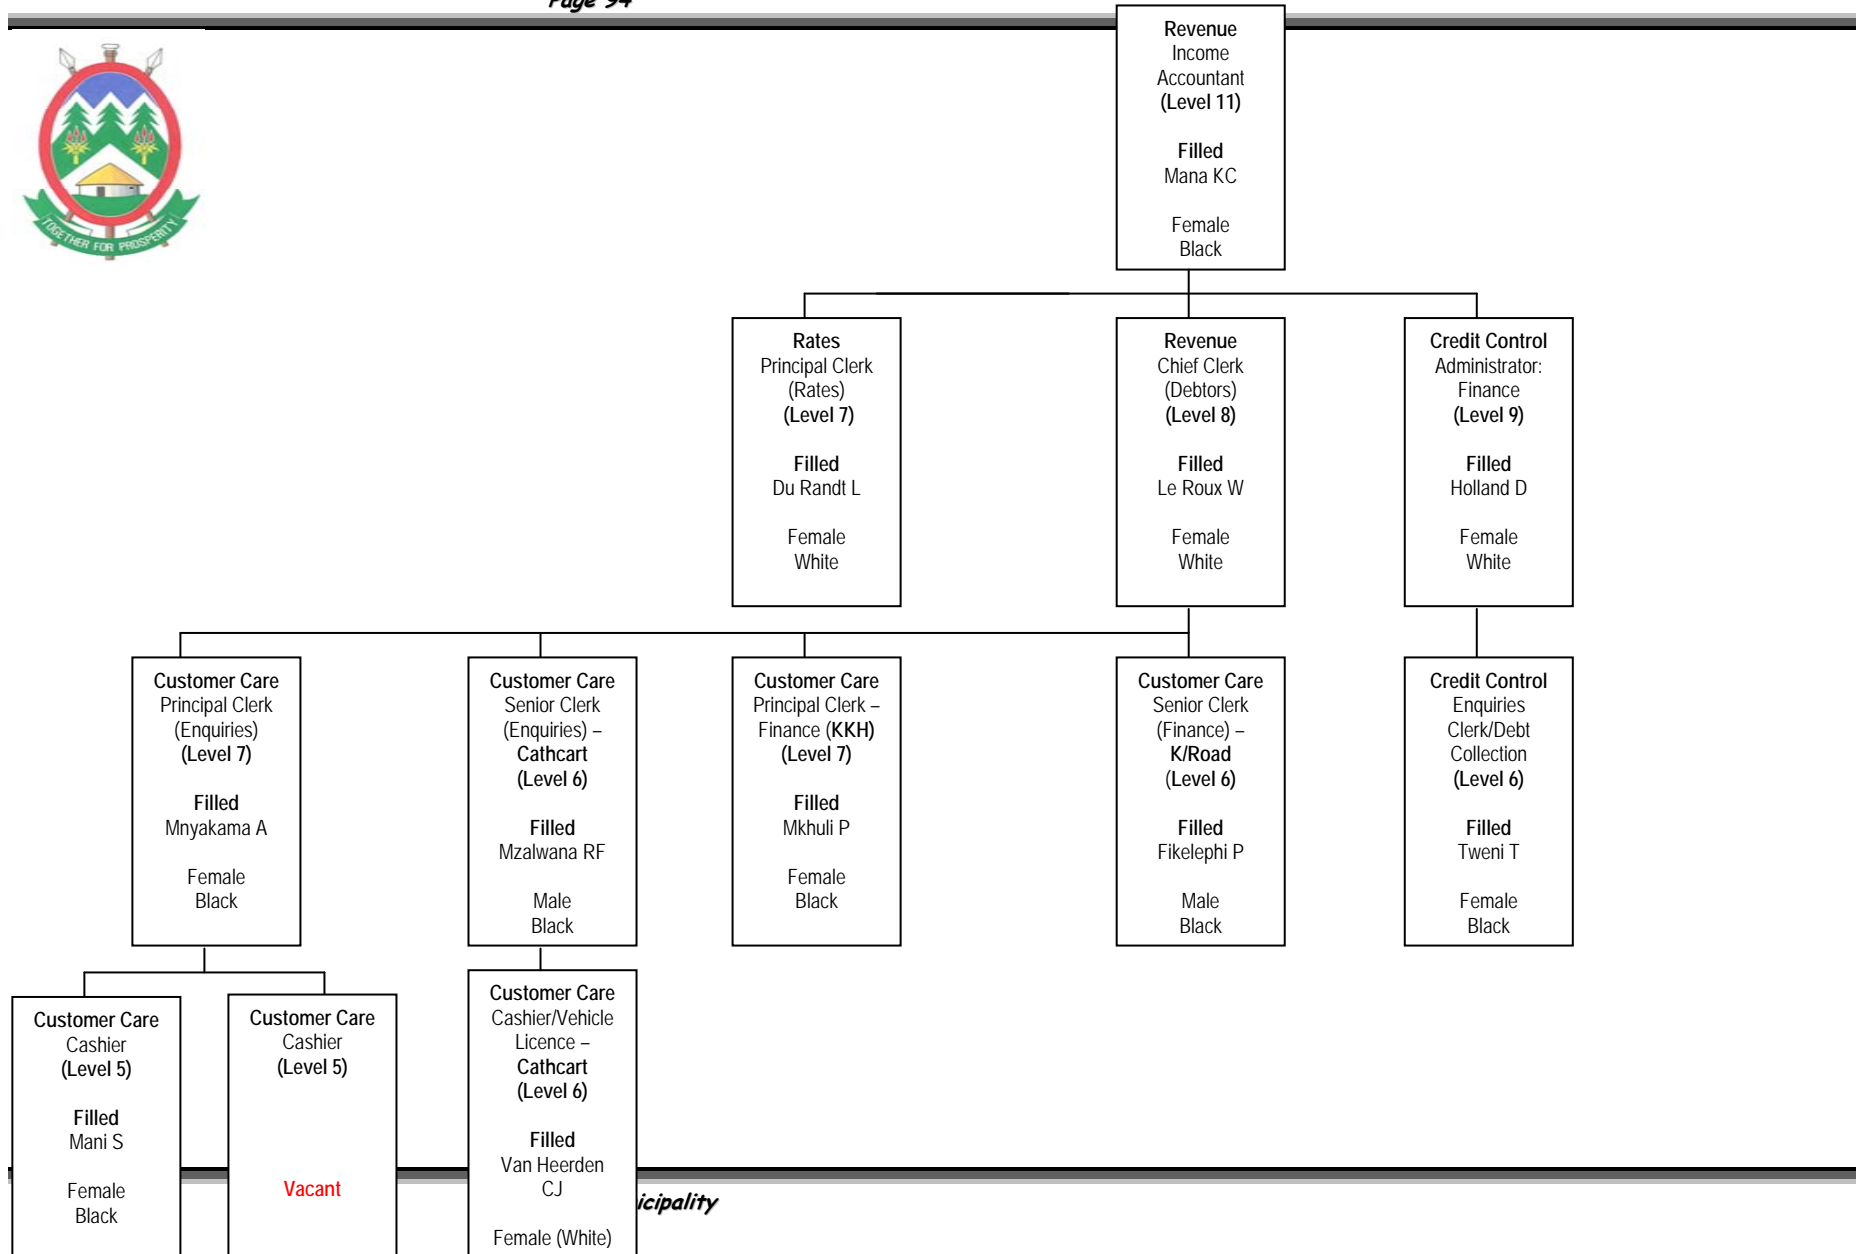 Page 94
TOGETHER FOR PROSPERITY
Revenue
Income
Accountant
(Level 11)
Filled
Mana KC
Female
Black
Rates
Principal Clerk
(Rates)
(Level 7)
Filled
Du Randt L
Female
White
Revenue
Chief Clerk
(Debtors)
(Level 8)
Filled
Le Roux W
Female
White
Credit Control
Administrator:
Finance
(Level 9)
Filled
Holland D
Female
White
Customer Care
Principal Clerk
(Enquiries)
(Level 7)
Filled
Mnyakama A
Female
Black
Customer Care
Senior Clerk
(Enquiries) –
Cathcart
(Level 6)
Filled
Mzalwana RF
Male
Black
Customer Care
Principal Clerk –
Finance (KKH)
(Level 7)
Filled
Mkhuli P
Female
Black
Customer Care
Senior Clerk
(Finance) –
K/Road
(Level 6)
Filled
Fikelephi P
Male
Black
Credit Control
Enquiries
Clerk/Debt
Collection
(Level 6)
Filled
Tweni T
Female
Black
Customer Care
Cashier
(Level 5)
Filled
Mani S
Female
Black
Customer Care
Cashier
(Level 5)
Vacant
Customer Care
Cashier/Vehicle
Licence –
Cathcart
(Level 6)
Filled
Van Heerden
CJ
Female (White)
icipality